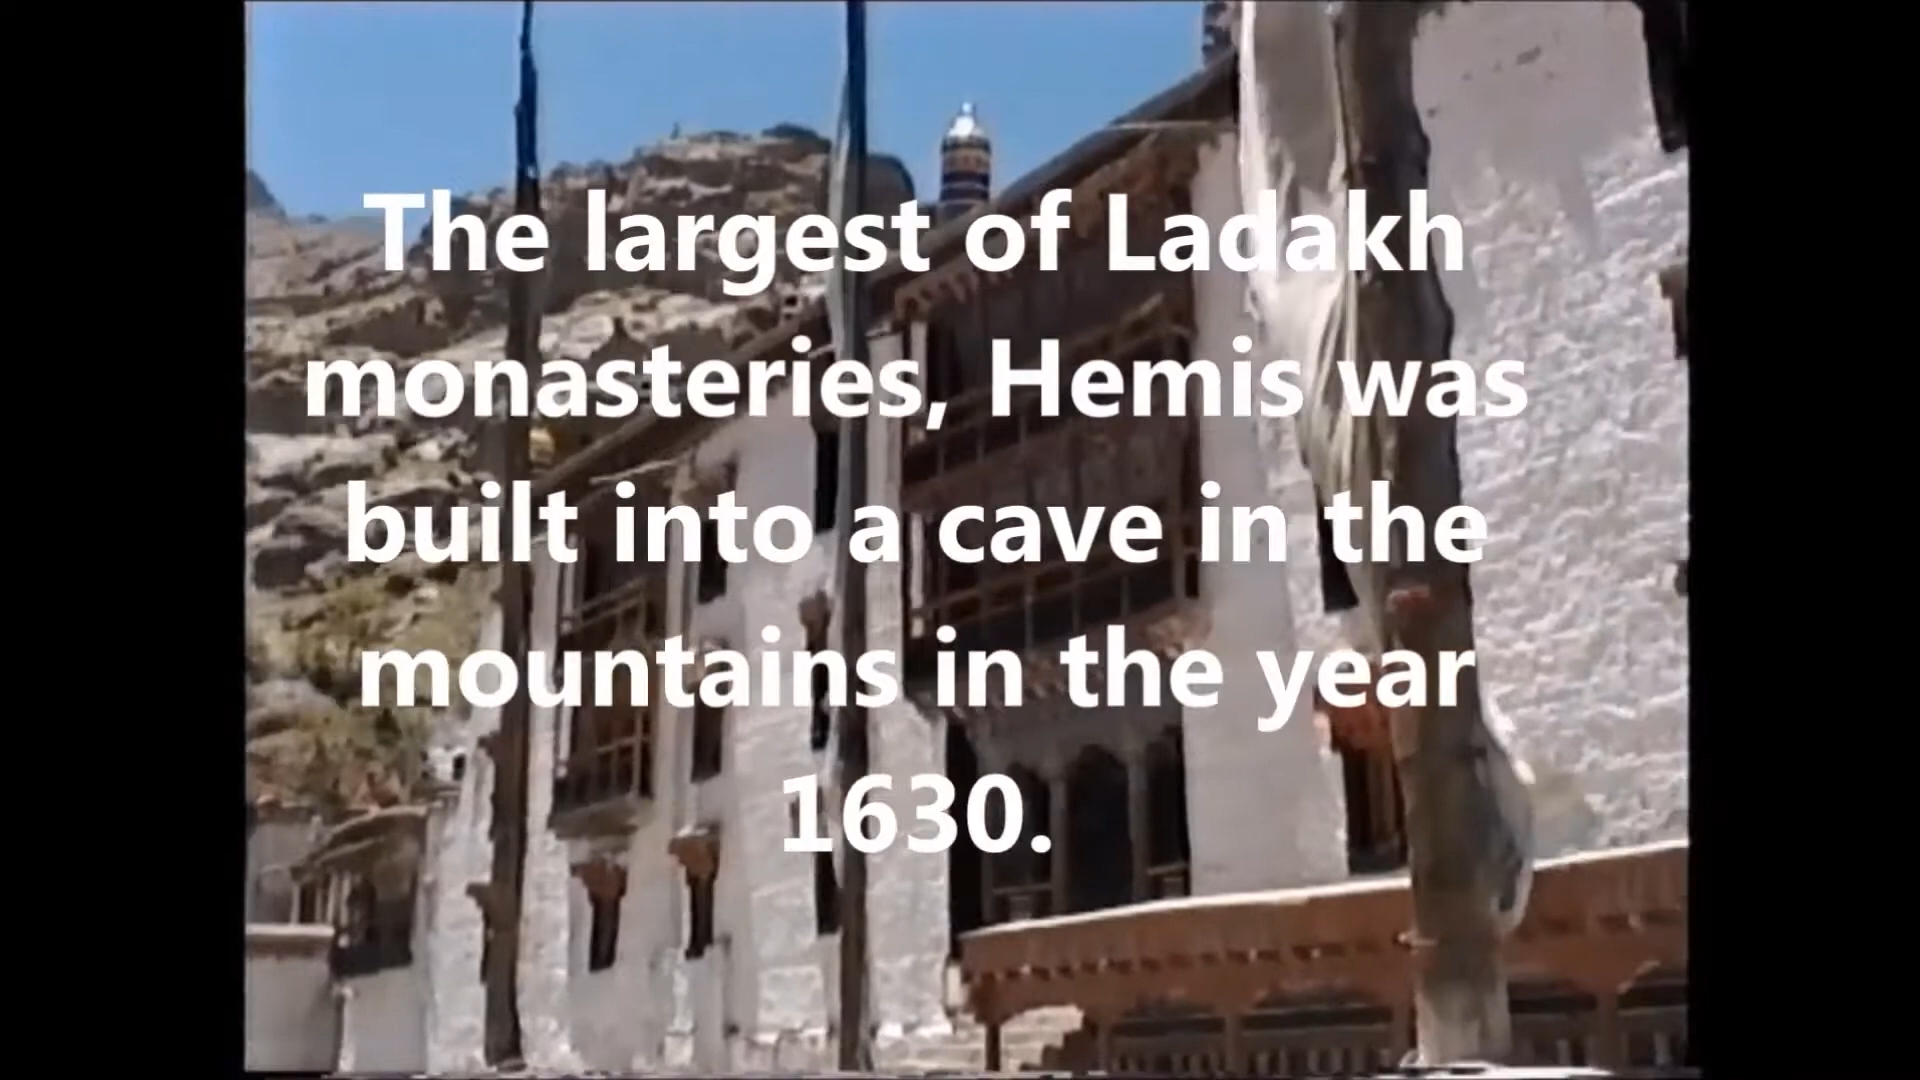 The largest of Ladakh
monasteries, Hemis was
built into a cave in the
mountains in the year
1630.